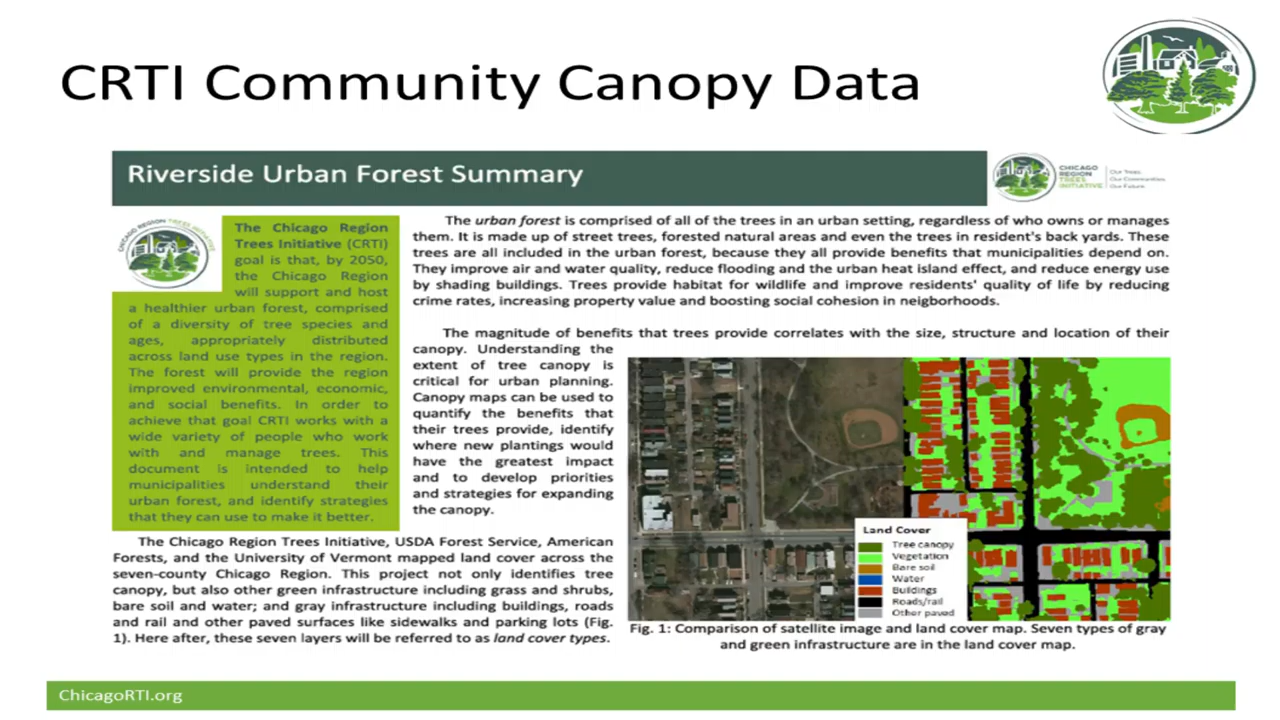 CRTI Community Canopy Data
Riverside Urban Forest Summary
CHICAGO
REGION
TREES
INITIATIVE
Our Trees.
Our Communities.
Our Future.
CHICAGO REGION TREES INITIATIVE
The Chicago Region
Trees Initiative (CRTI)
goal is that, by 2050,
the Chicago Region
will support and host
a healthier urban forest, comprised
of a diversity of tree species and
ages, appropriately distributed
across land use types in the region.
The forest will provide the region
improved environmental, economic,
and social benefits. In order to
achieve that goal CRTI works with a
wide variety of people who work
with and manage trees. This
document is intended to help
municipalities understand their
urban forest, and identify strategies
that they can use to make it better.
The urban forest is comprised of all of the trees in an urban setting, regardless of who owns or manages
them. It is made up of street trees, forested natural areas and even the trees in resident's back yards. These
trees are all included in the urban forest, because they all provide benefits that municipalities depend on.
They improve air and water quality, reduce flooding and the urban heat island effect, and reduce energy use
by shading buildings. Trees provide habitat for wildlife and improve residents' quality of life by reducing
crime rates, increasing property value and boosting social cohesion in neigborhoods.
The magnitude of benefits that trees provide correlates with the size, structure and location of their
canopy. Understanding the
extent of tree canopy is
critical for urban planning.
Canopy maps can be used to
quantify the benefits that
their trees provide, identify
where new plantings would
have the greatest impact
and to develop priorities
and strategies for expanding
the canopy.
The Chicago Region Trees Initiative, USDA Forest Service, American
Forests, and the University of Vermont mapped land cover across the
seven-county Chicago Region. This project not only identifies tree
canopy, but also other green infrastructure including grass and shrubs,
bare soil and water; and gray infrastructure including buildings, roads
and rail and other paved surfaces like sidewalks and parking lots (Fig.
1). Here after, these seven layers will be referred to as land cover types.
Land Cover
Tree canopy
Vegetation
Bare soil
Water
Buildings
Roads/rail
Other paved
Fig. 1: Comparison of satellite image and land cover map. Seven types of gray
and green infrastructure are in the land cover map.
ChicagoRTI.org